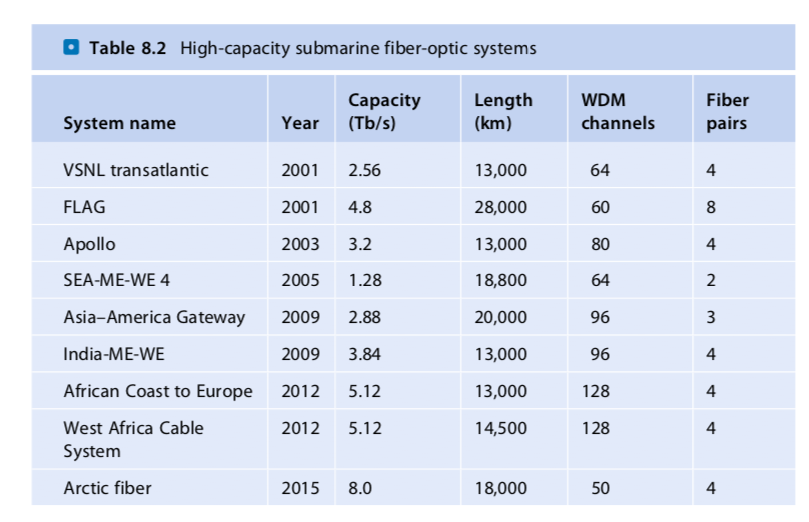 Table 8.2 High-capacity submarine fiber-optic systems
System name Year Capacity (Tb/s) Length (km) WDM channels Fiber pairs
VSNL transatlantic 2001 2.56 13,000 64 4
FLAG 2001 4.8 28,000 60 8
Apollo 2003 3.2 13,000 80 4
SEA-ME-WE 4 2005 1.28 18,800 64 2
Asia–America Gateway 2009 2.88 20,000 96 3
India-ME-WE 2009 3.84 13,000 96 4
African Coast to Europe 2012 5.12 13,000 128 4
West Africa Cable System 2012 5.12 14,500 128 4
Arctic fiber 2015 8.0 18,000 50 4